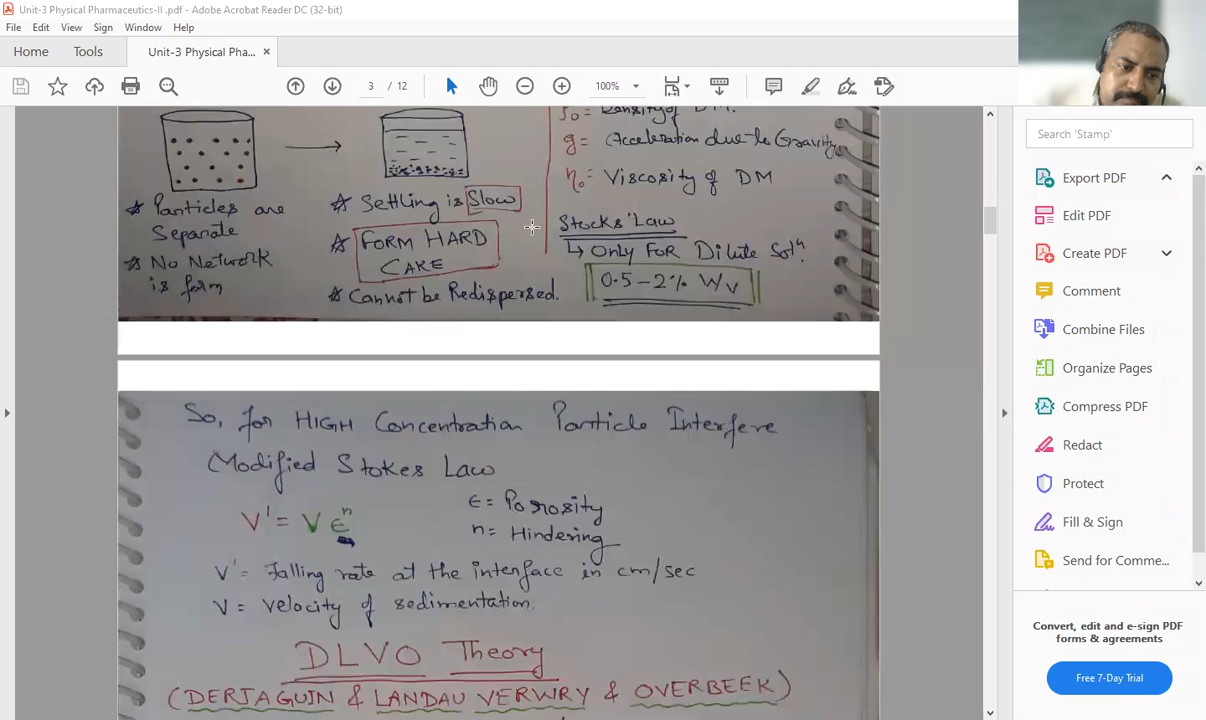 Unit-3 Physical Pharmaceutics-II .pdf - Adobe Acrobat Reader DC (32-bit)
File Edit View Sign Window Help
Home Tools Unit-3 Physical Pha... ×
3 / 12 100%
Search 'Stamp'
Export PDF
Edit PDF
Create PDF
Comment
Combine Files
Organize Pages
Compress PDF
Redact
Protect
Fill & Sign
Send for Comme...
Convert, edit and e-sign PDF
forms & agreements
Free 7-Day Trial
* Particles are
Separate
* No Network
is form
* Settling is Slow
* FORM HARD
CAKE
* Cannot be Redispersed.
ρ₀ = Density of DM.
g = Acceleration due to Gravity
η₀ = Viscosity of DM
Stocks' Law
↳ Only FOR Dilute Solⁿ.
0.5 - 2% W/v
So, for HIGH Concentration Particle Interfere
Modified Stokes Law
V' = V ϵⁿ
ϵ = Porosity
n = Hindering
V' = Falling rate at the interface in cm/sec
V = Velocity of sedimentation.
DLVO Theory
(DERJAGUIN & LANDAU VERWRY & OVERBEEK)